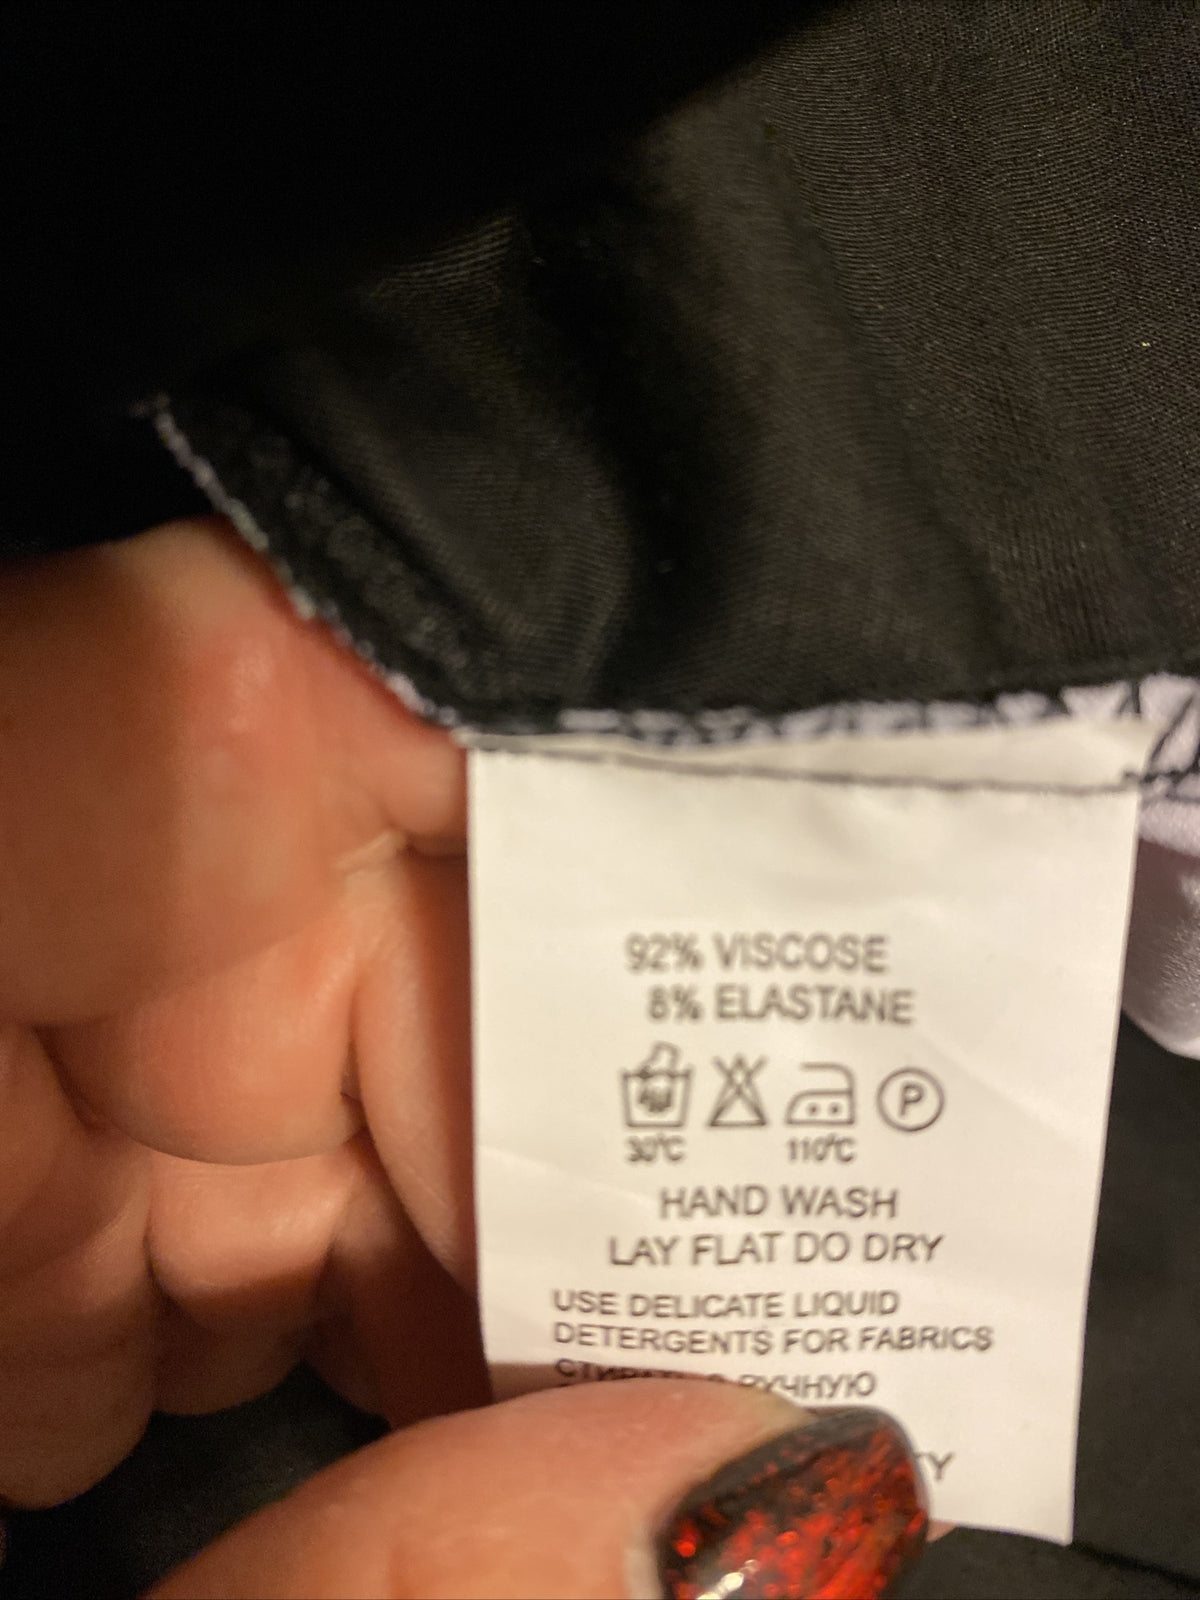 92% VISCOSE
8% ELASTANE
P
30°C 110°C
HAND WASH
LAY FLAT DO DRY
USE DELICATE LIQUID
DETERGENTS FOR FABRICS